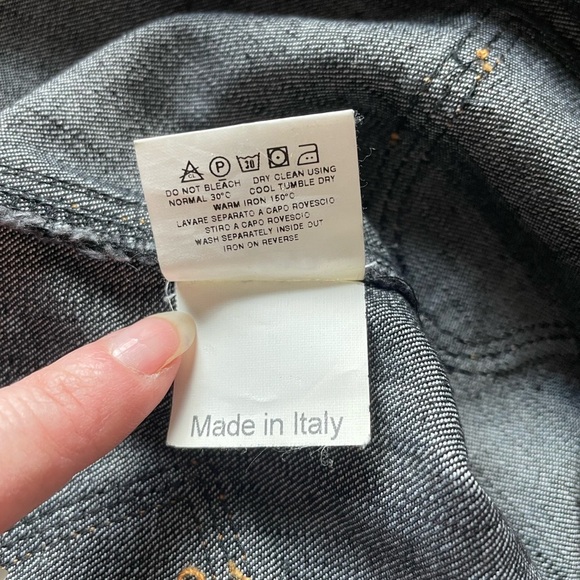 P 30
DO NOT BLEACH DRY CLEAN USING
NORMAL 30°C COOL TUMBLE DRY
WARM IRON 150°C
LAVARE SEPARATO A CAPO ROVESCIO
STIRO A CAPO ROVESCIO
WASH SEPARATELY INSIDE OUT
IRON ON REVERSE
Made in Italy